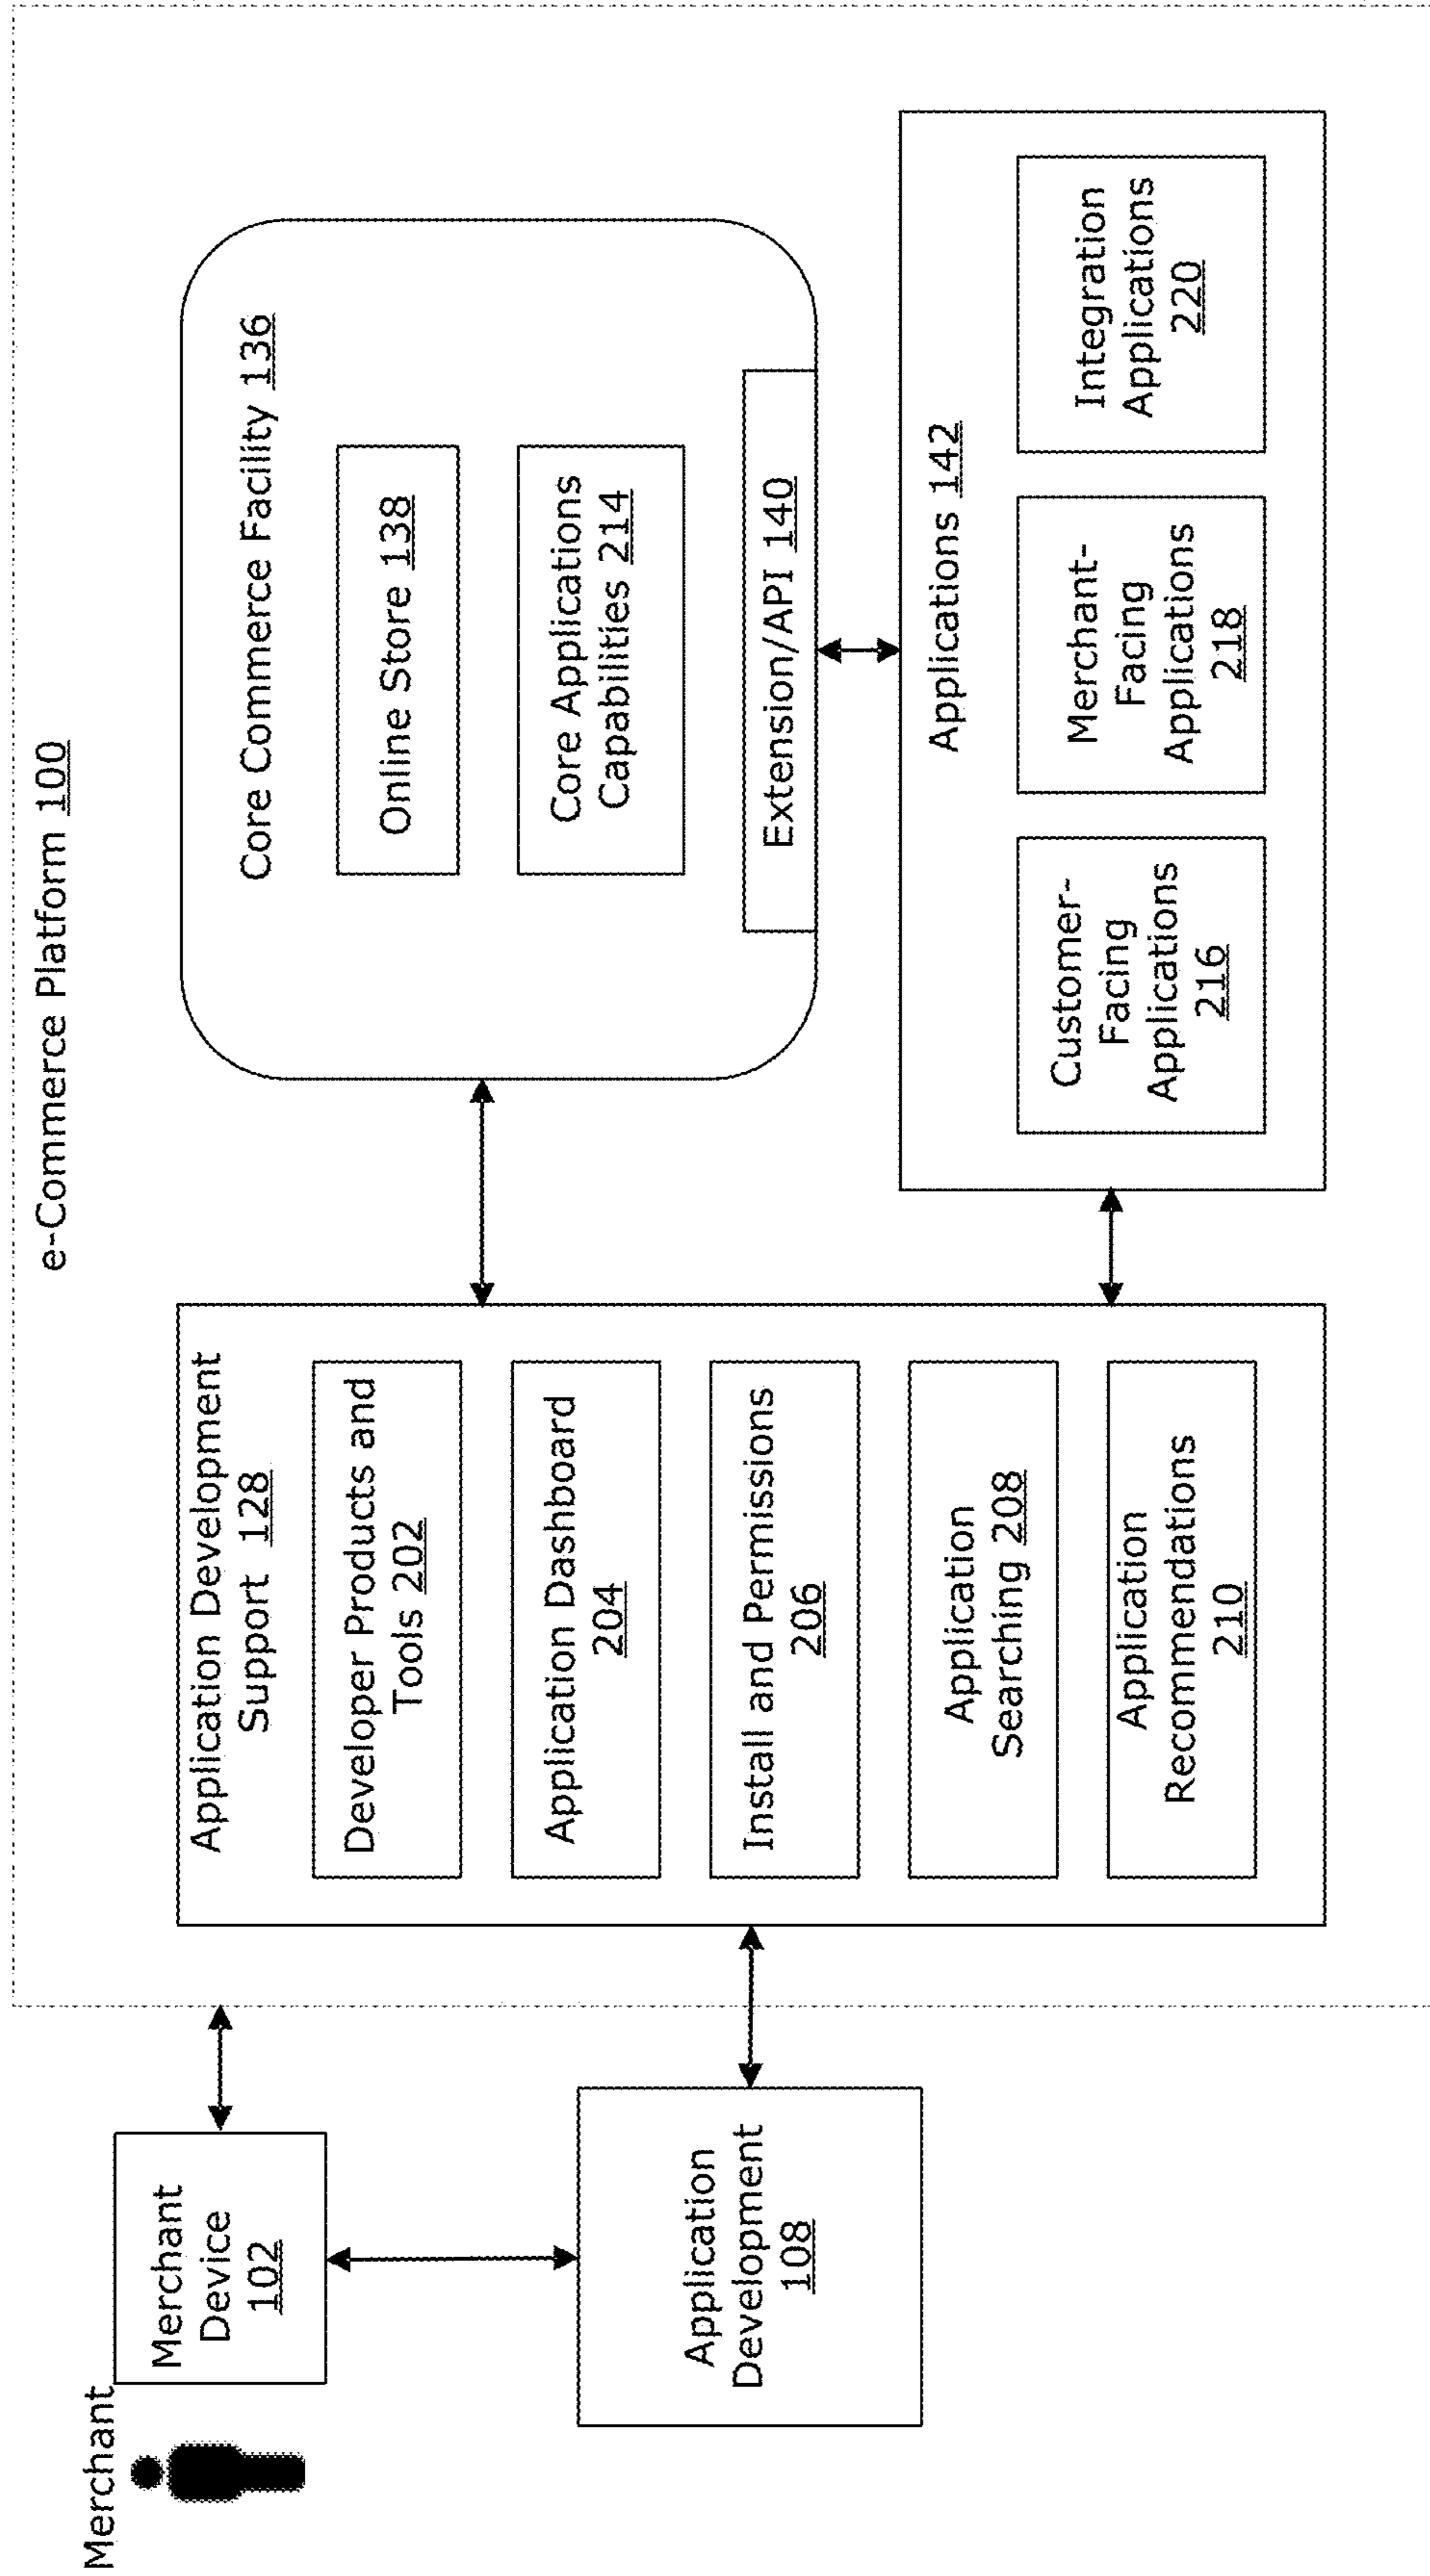 e-Commerce Platform 100
Merchant
Merchant
Device
102
Application
Development
108
Application Development
Support 128
Developer Products and
Tools 202
Application Dashboard
204
Install and Permissions
206
Application
Searching 208
Application
Recommendations
210
Core Commerce Facility 136
Online Store 138
Core Applications
Capabilities 214
Extension/API 140
Applications 142
Customer-
Facing
Applications
216
Merchant-
Facing
Applications
218
Integration
Applications
220